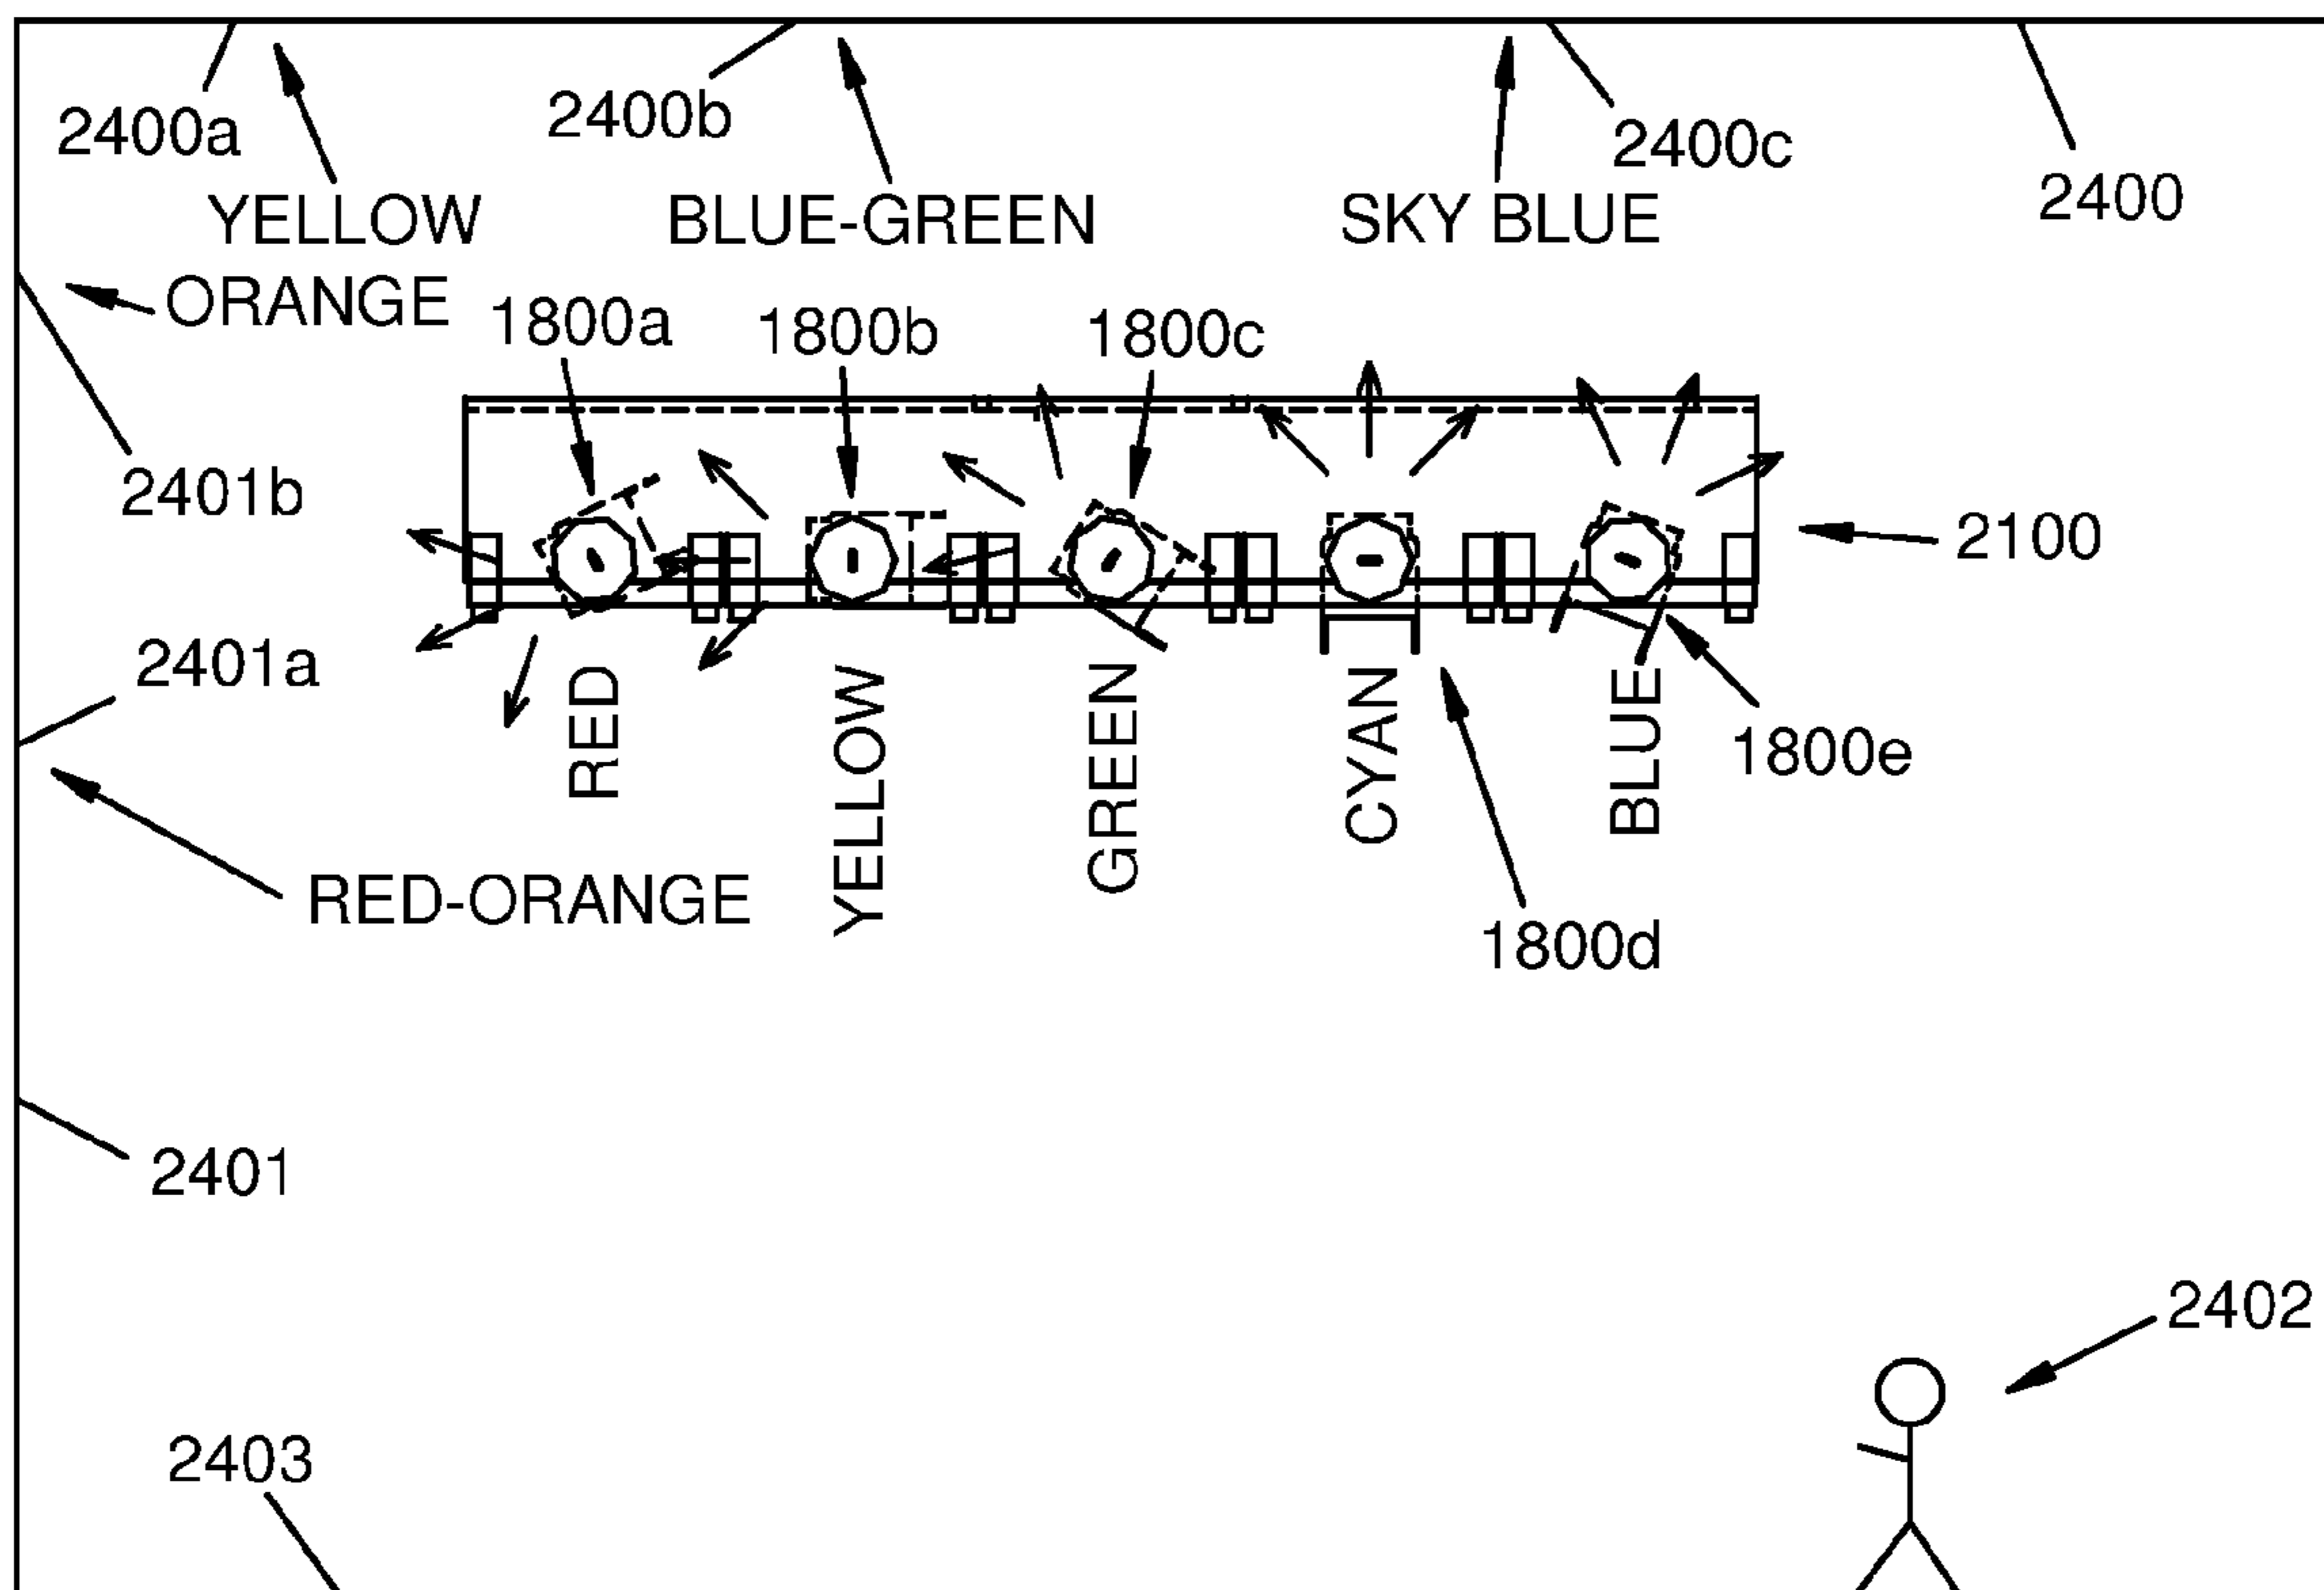 2400a
2400b
2400c
2400
YELLOW
BLUE-GREEN
SKY BLUE
ORANGE
1800a
1800b
1800c
2401b
2100
2401a
RED
YELLOW
GREEN
CYAN
BLUE
1800e
RED-ORANGE
1800d
2401
2402
2403